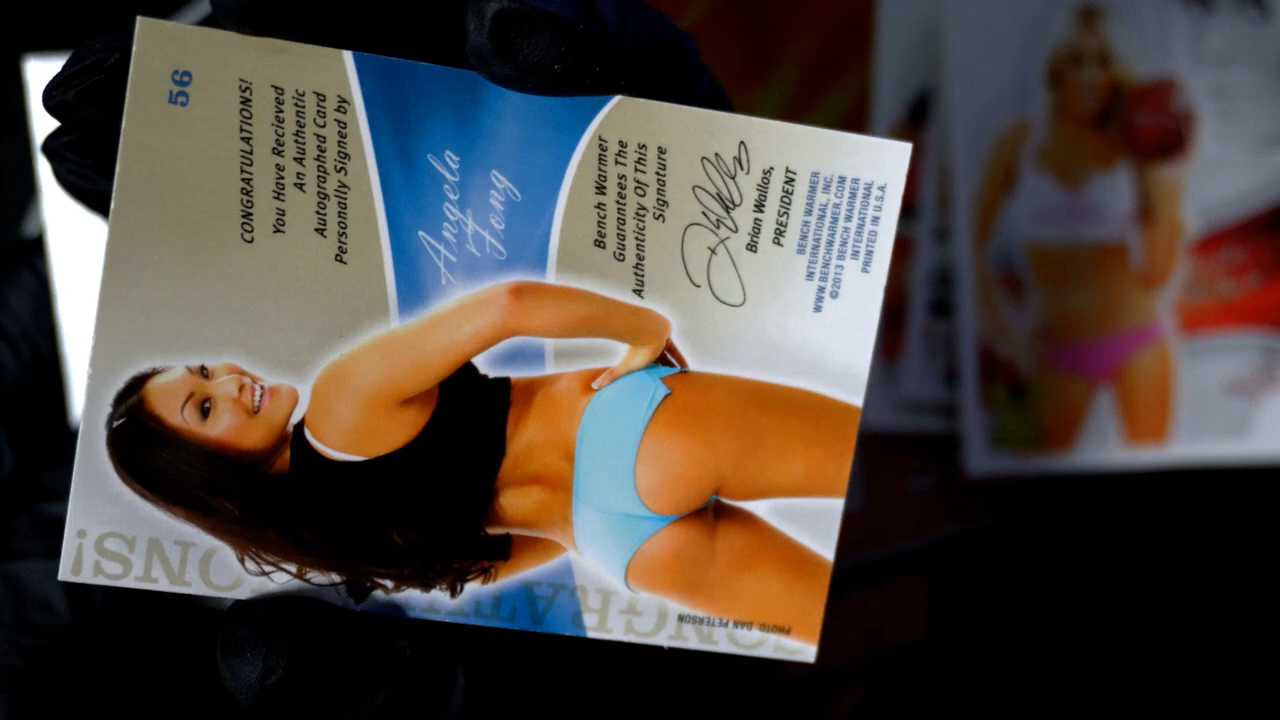 56
CONGRATULATIONS!
You Have Recieved
An Authentic
Autographed Card
Personally Signed by
Angela
Fong
Bench Warmer
Guarantees The
Authenticity Of This
Signature
Brian Wallos,
PRESIDENT
BENCH WARMER
INTERNATIONAL, INC.
WWW.BENCHWARMER.COM
©2013 BENCH WARMER
INTERNATIONAL
PRINTED IN U.S.A.
PHOTO: DAN PETERSON